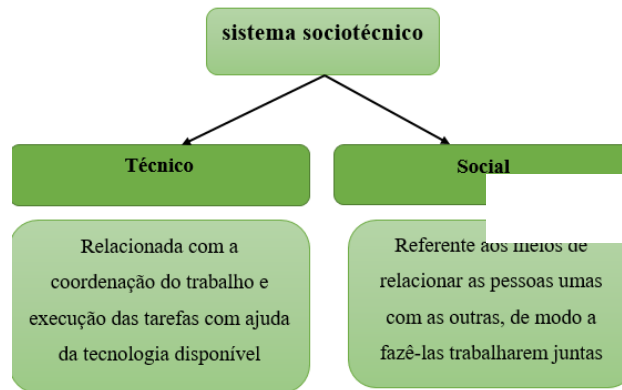 sistema sociotécnico
Técnico
Social
Relacionada com a
coordenação do trabalho e
execução das tarefas com ajuda
da tecnologia disponível
Referente aos meios de
relacionar as pessoas umas
com as outras, de modo a
fazê-las trabalharem juntas